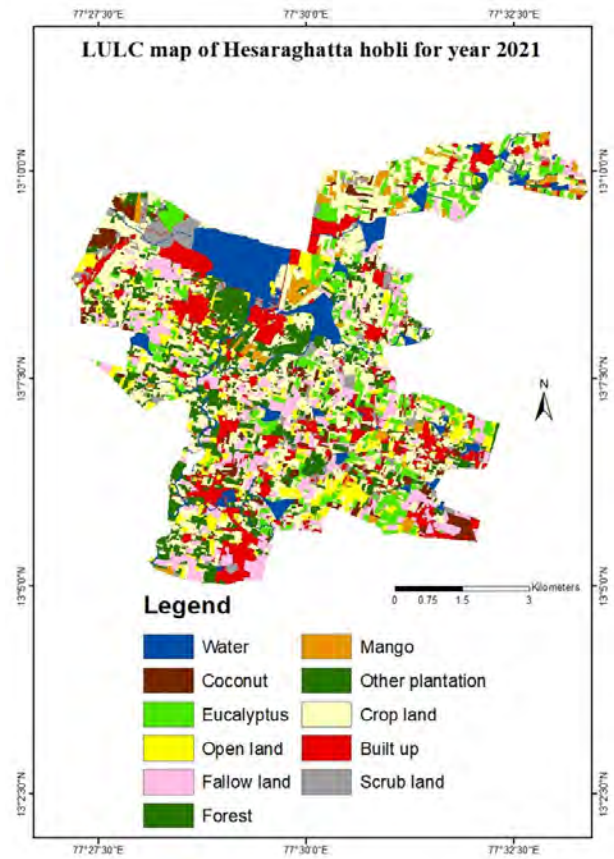 77°27'30"E 77°30'0"E 77°32'30"E
LULC map of Hesaraghatta hobli for year 2021
13°10'0"N 13°10'0"N
13°7'30"N 13°7'30"N
N
13°5'0"N 13°5'0"N
Kilometers
0 0.75 1.5 3
Legend
Water Mango
Coconut Other plantation
Eucalyptus Crop land
Open land Built up
Fallow land Scrub land
Forest
13°2'30"N 13°2'30"N
77°27'30"E 77°30'0"E 77°32'30"E